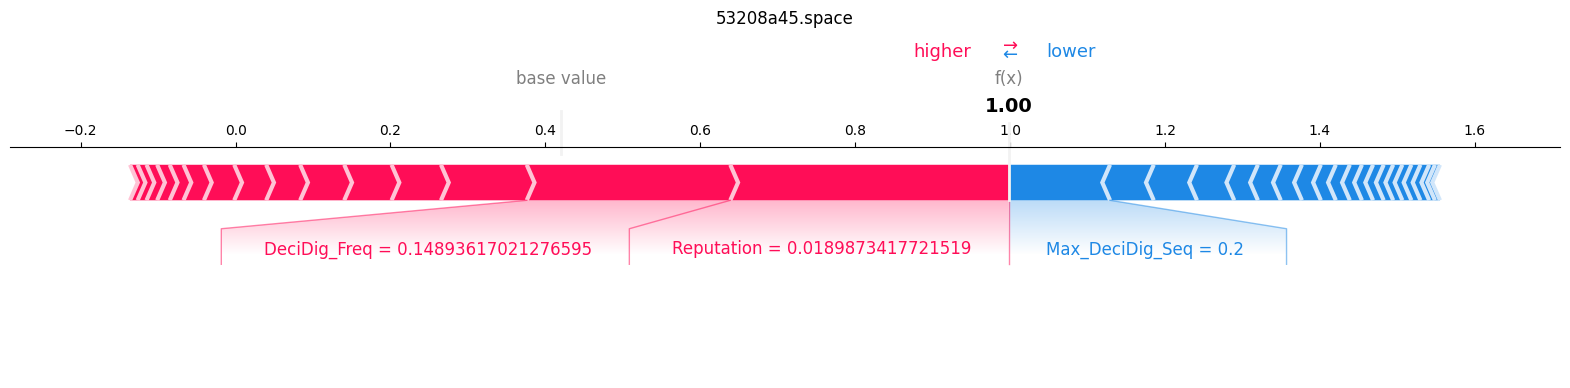 53208a45.space
higher ⇄ lower
base value f(x)
1.00
−0.2 0.0 0.2 0.4 0.6 0.8 1.0 1.2 1.4 1.6
DeciDig_Freq = 0.14893617021276595 Reputation = 0.0189873417721519 Max_DeciDig_Seq = 0.2